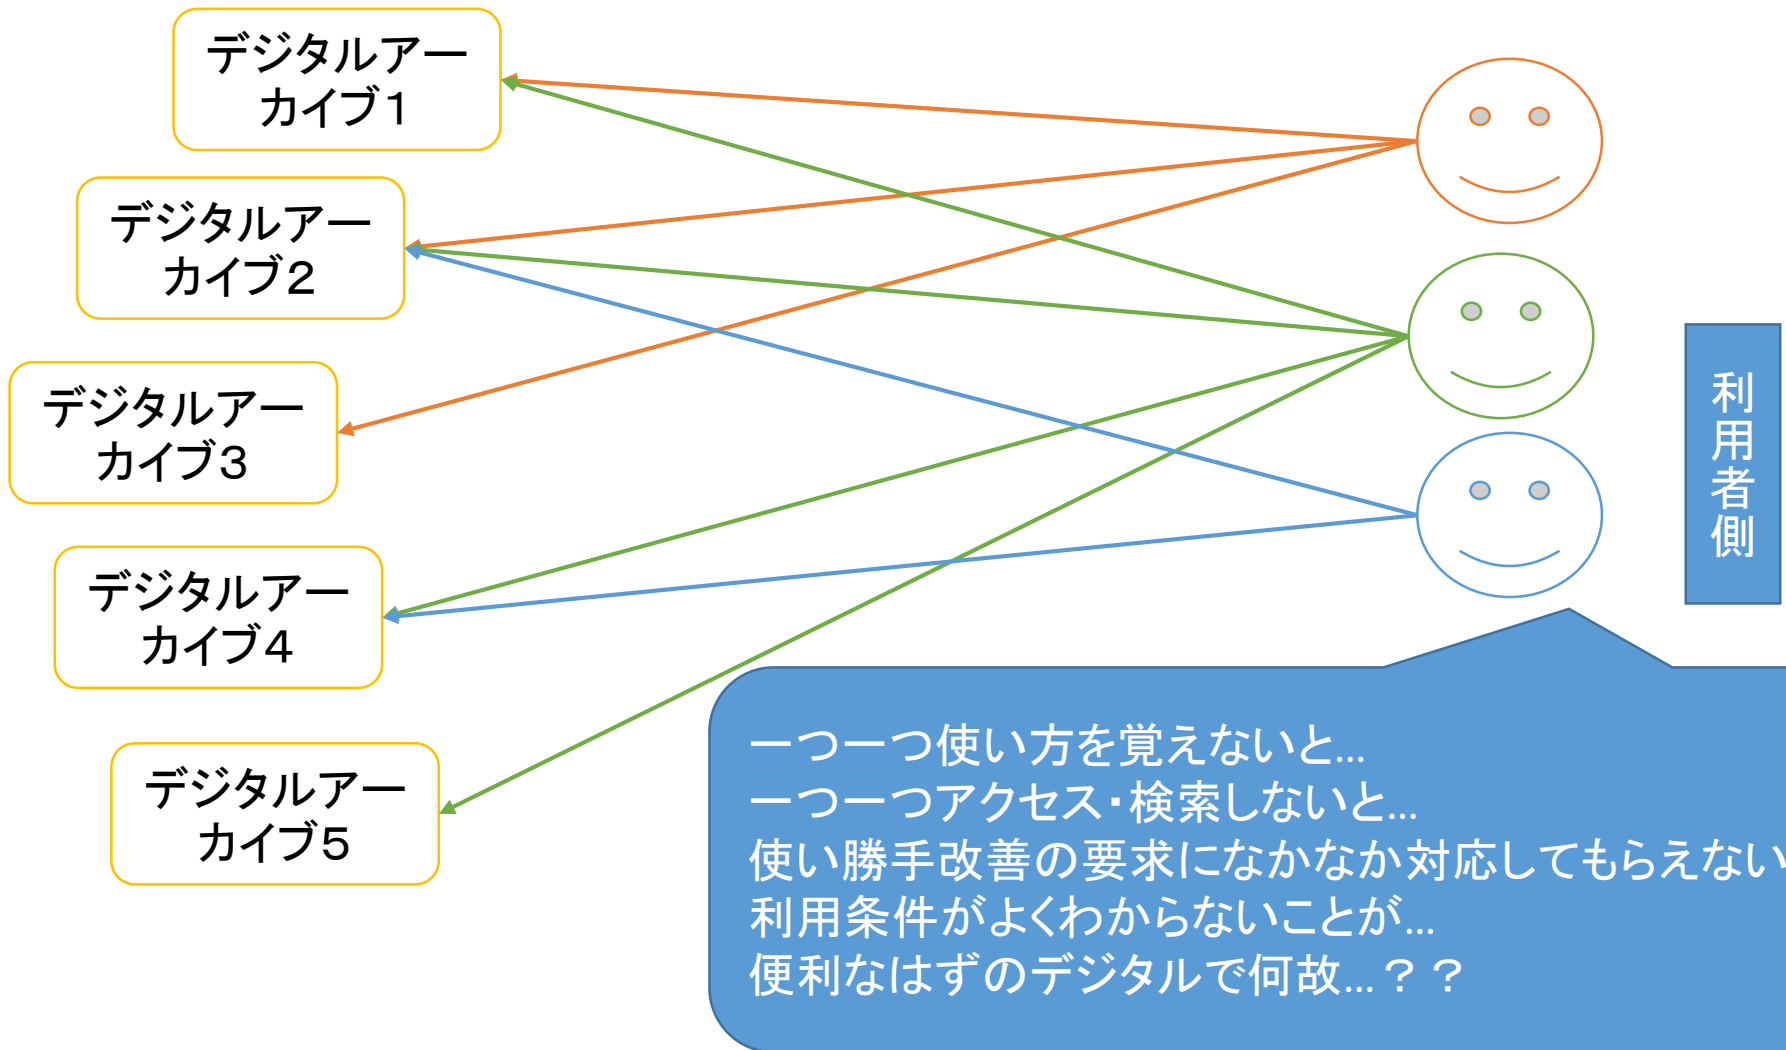 デジタルアー
カイブ１
デジタルアー
カイブ２
デジタルアー
カイブ３
デジタルアー
カイブ４
デジタルアー
カイブ５
利用者側
一つ一つ使い方を覚えないと…
一つ一つアクセス・検索しないと…
使い勝手改善の要求になかなか対応してもらえない
利用条件がよくわからないことが…
便利なはずのデジタルで何故…？？